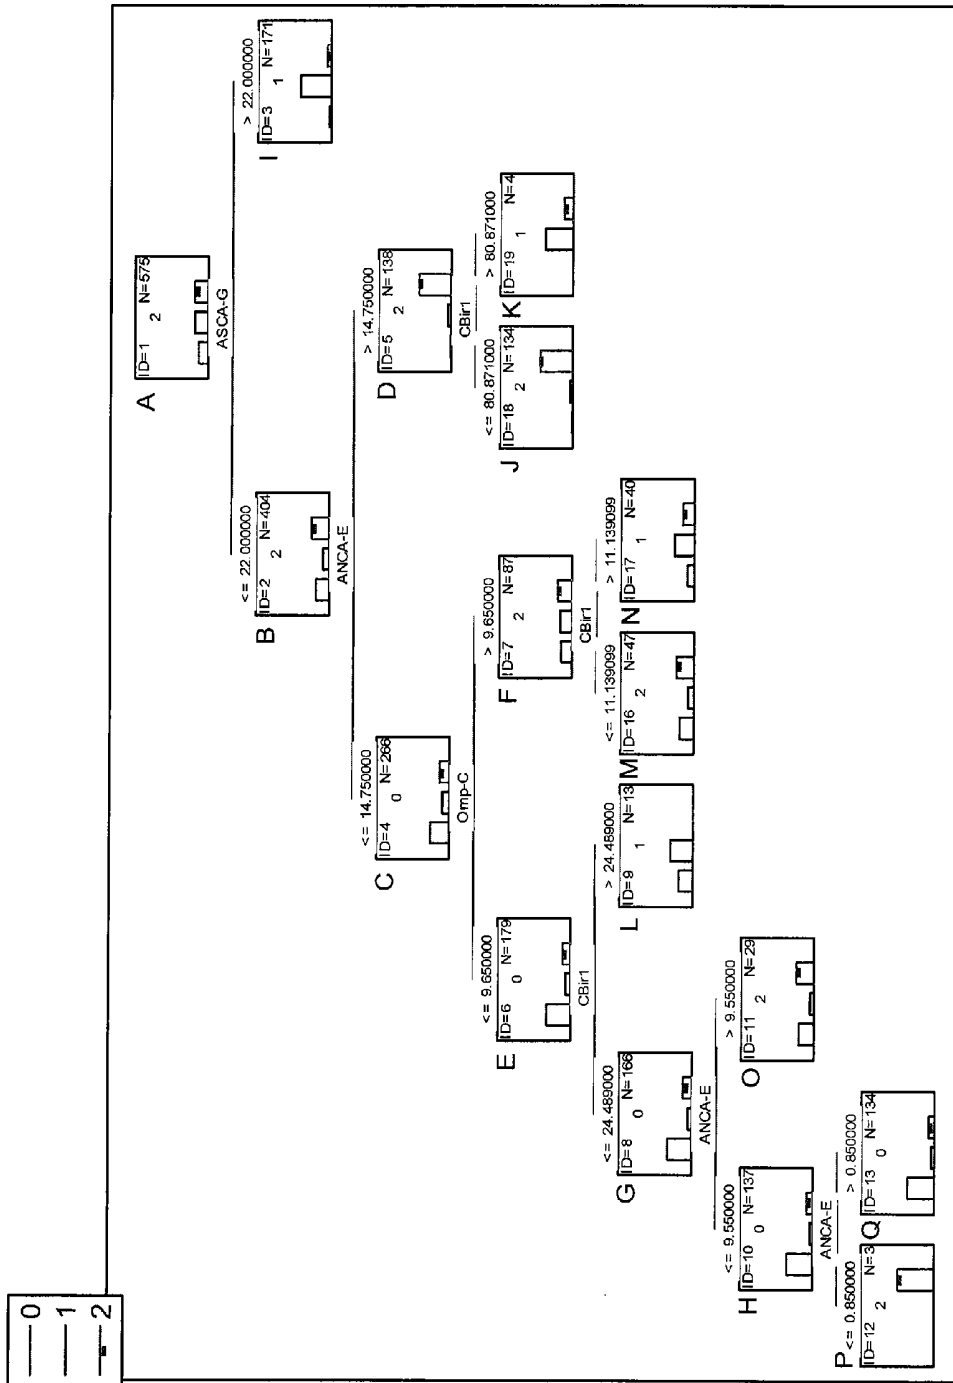 0
1
2
A
ID=1 N=575
2
ASCA-G
<= 22.000000
> 22.000000
B
ID=2 N=404
2
ANCA-E
I
ID=3 N=171
1
<= 14.750000
> 14.750000
C
ID=4 N=266
0
Omp-C
D
ID=5 N=138
2
CBir1
<= 9.650000
> 9.650000
<= 80.871000
> 80.871000
E
ID=6 N=179
0
CBir1
F
ID=7 N=87
2
CBir1
J
ID=18 N=134
2
K
ID=19 N=4
1
<= 24.489000
> 24.489000
<= 11.139099
> 11.139099
G
ID=8 N=166
0
ANCA-E
L
ID=9 N=13
1
M
ID=16 N=47
2
N
ID=17 N=40
1
<= 9.550000
> 9.550000
H
ID=10 N=137
0
ANCA-E
O
ID=11 N=29
2
<= 0.850000
> 0.850000
P
ID=12 N=3
2
Q
ID=13 N=134
0